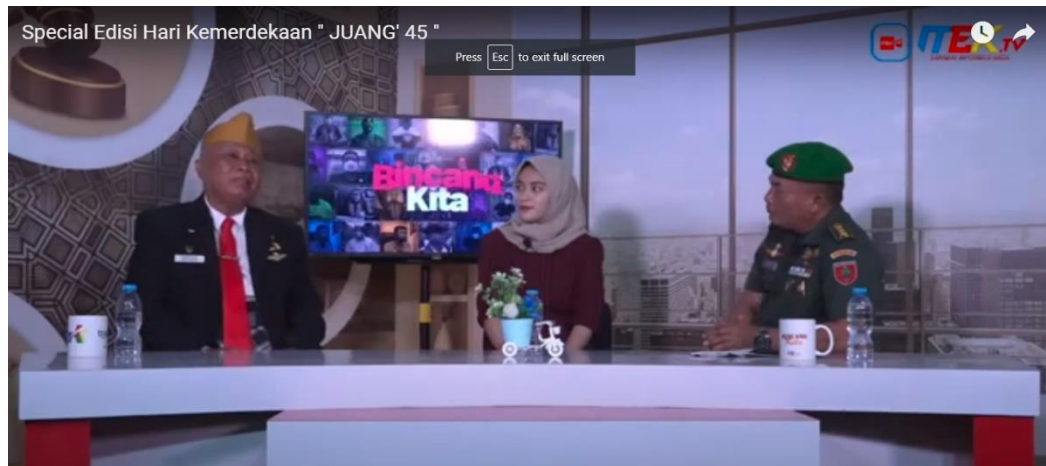 Special Edisi Hari Kemerdekaan " JUANG' 45 "
Press Esc to exit full screen
ITEK.TV
Bincang
Kita